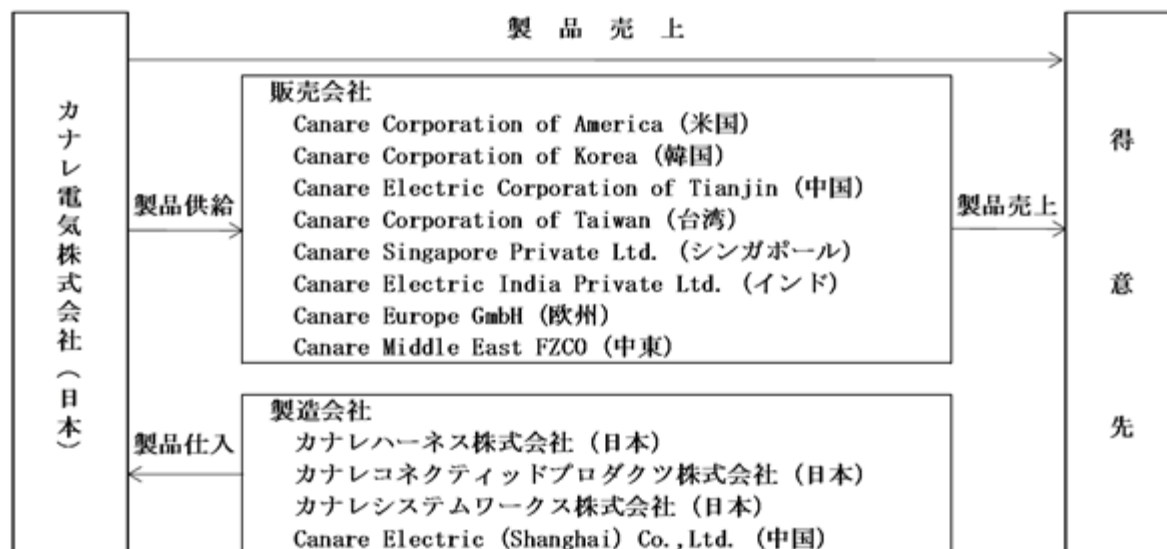 製品売上
カナレ電気株式会社(日本)
製品供給
販売会社
Canare Corporation of America (米国)
Canare Corporation of Korea (韓国)
Canare Electric Corporation of Tianjin (中国)
Canare Corporation of Taiwan (台湾)
Canare Singapore Private Ltd. (シンガポール)
Canare Electric India Private Ltd. (インド)
Canare Europe GmbH (欧州)
Canare Middle East FZCO (中東)
製品売上
得意先
製品仕入
製造会社
カナレハーネス株式会社 (日本)
カナレコネクティッドプロダクツ株式会社 (日本)
カナレシステムワークス株式会社 (日本)
Canare Electric (Shanghai) Co.,Ltd. (中国)